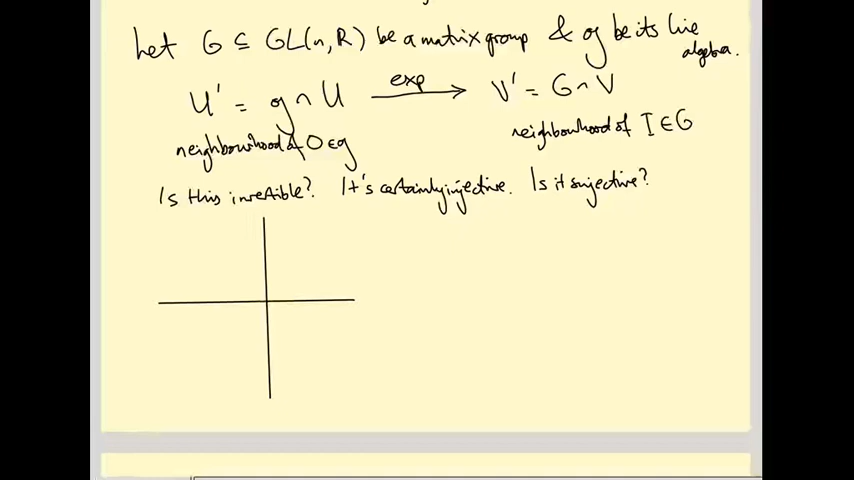 Let G ⊆ GL(n, R) be a matrix group & g be its Lie algebra.
U' = g ∩ U exp V' = G ∩ V
neighbourhood of 0 ∈ g neighbourhood of I ∈ G
Is this invertible? It's certainly injective. Is it surjective?